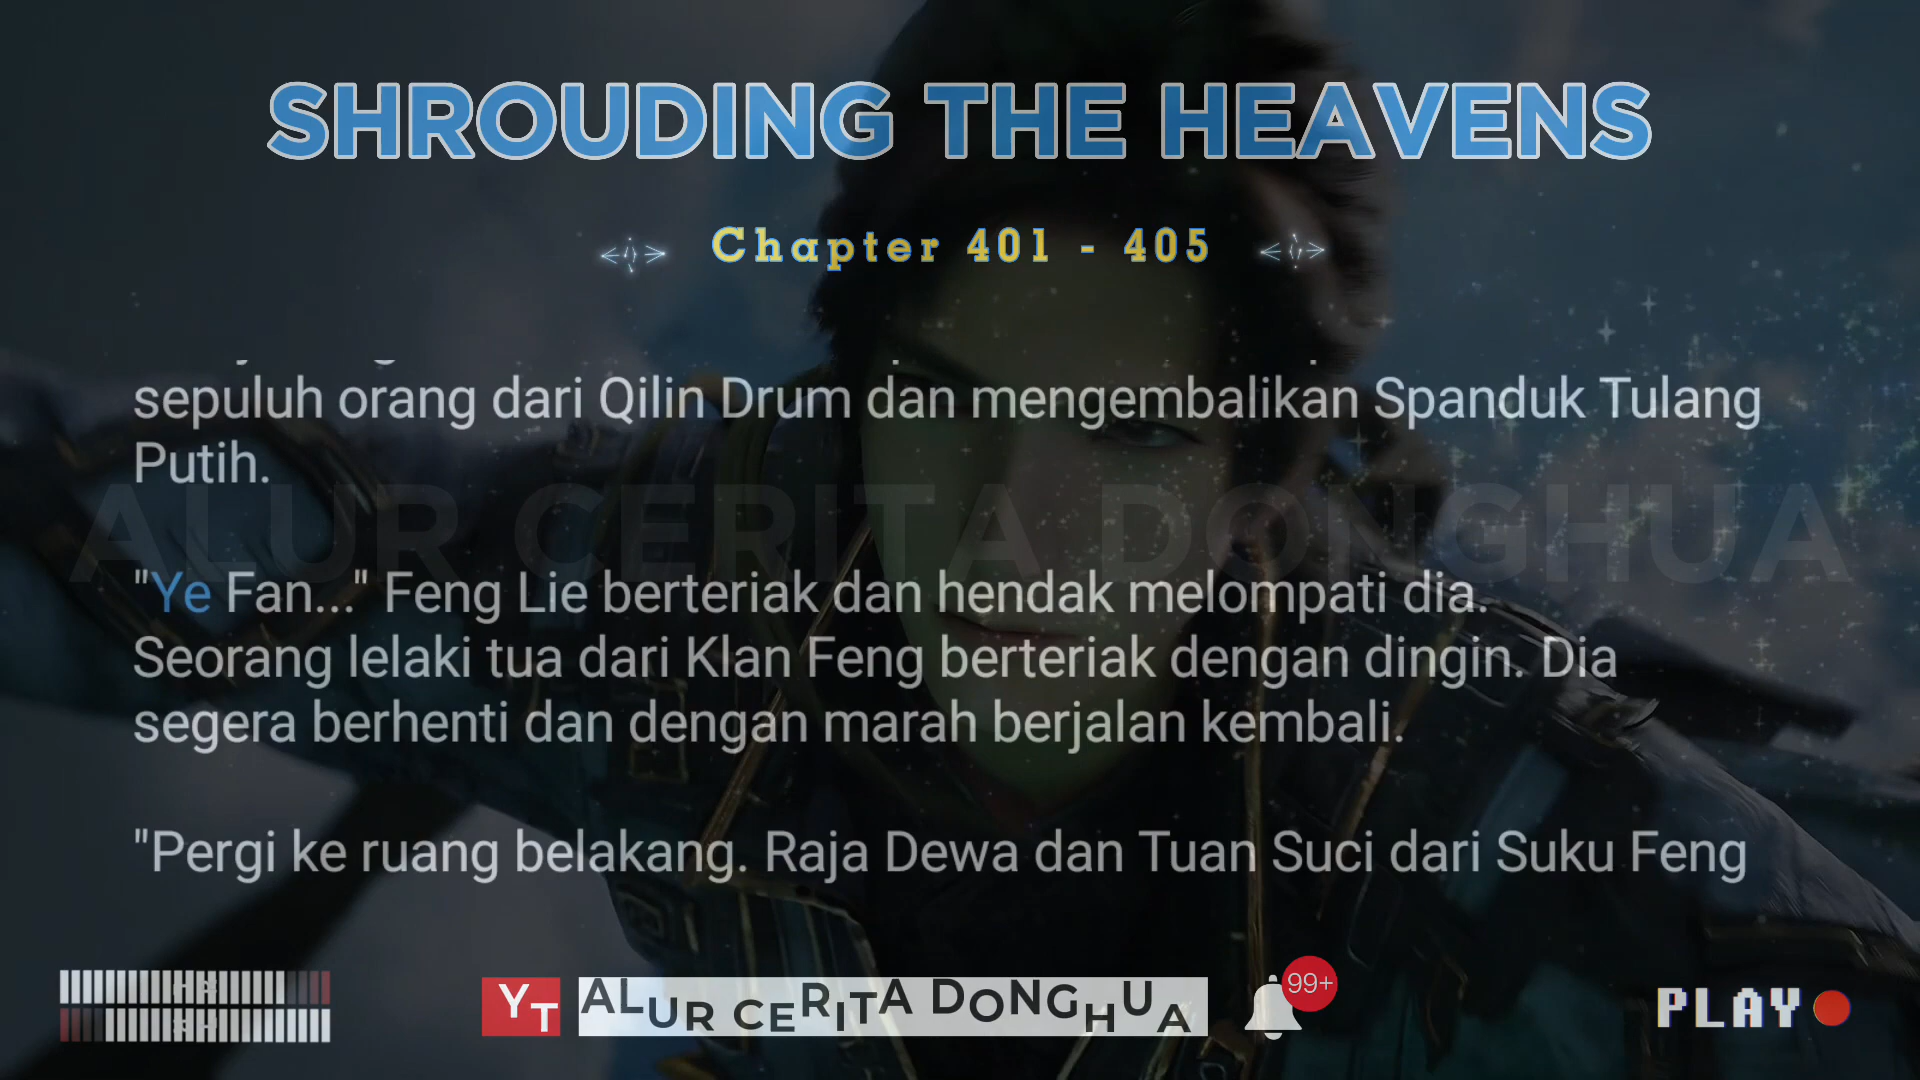 SHROUDING THE HEAVENS
Chapter 401 - 405
sepuluh orang dari Qilin Drum dan mengembalikan Spanduk Tulang
Putih.
ALUR CERITA DONGHUA
"Ye Fan..." Feng Lie berteriak dan hendak melompati dia.
Seorang lelaki tua dari Klan Feng berteriak dengan dingin. Dia
segera berhenti dan dengan marah berjalan kembali.
"Pergi ke ruang belakang. Raja Dewa dan Tuan Suci dari Suku Feng
YT ALUR CERITA DONGHUA
99+
PLAY